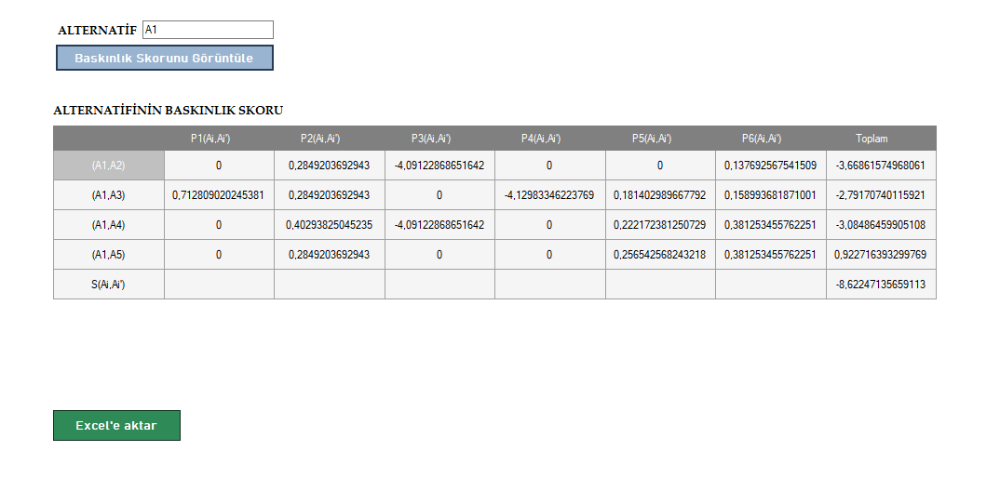 ALTERNATİF A1
Baskınlık Skorunu Görüntüle
ALTERNATİFİNİN BASKINLIK SKORU
P1(Ai,Ai') P2(Ai,Ai') P3(Ai,Ai') P4(Ai,Ai') P5(Ai,Ai') P6(Ai,Ai') Toplam
(A1,A2) 0 0,2849203692943 -4,09122868651642 0 0 0,137692567541509 -3,66861574968061
(A1,A3) 0,712809020245381 0,2849203692943 0 -4,12983346223769 0,181402989667792 0,158993681871001 -2,79170740115921
(A1,A4) 0 0,40293825045235 -4,09122868651642 0 0,222172381250729 0,381253455762251 -3,08486459905108
(A1,A5) 0 0,2849203692943 0 0 0,256542568243218 0,381253455762251 0,922716393299769
S(Ai,Ai') -8,62247135659113
Excel'e aktar